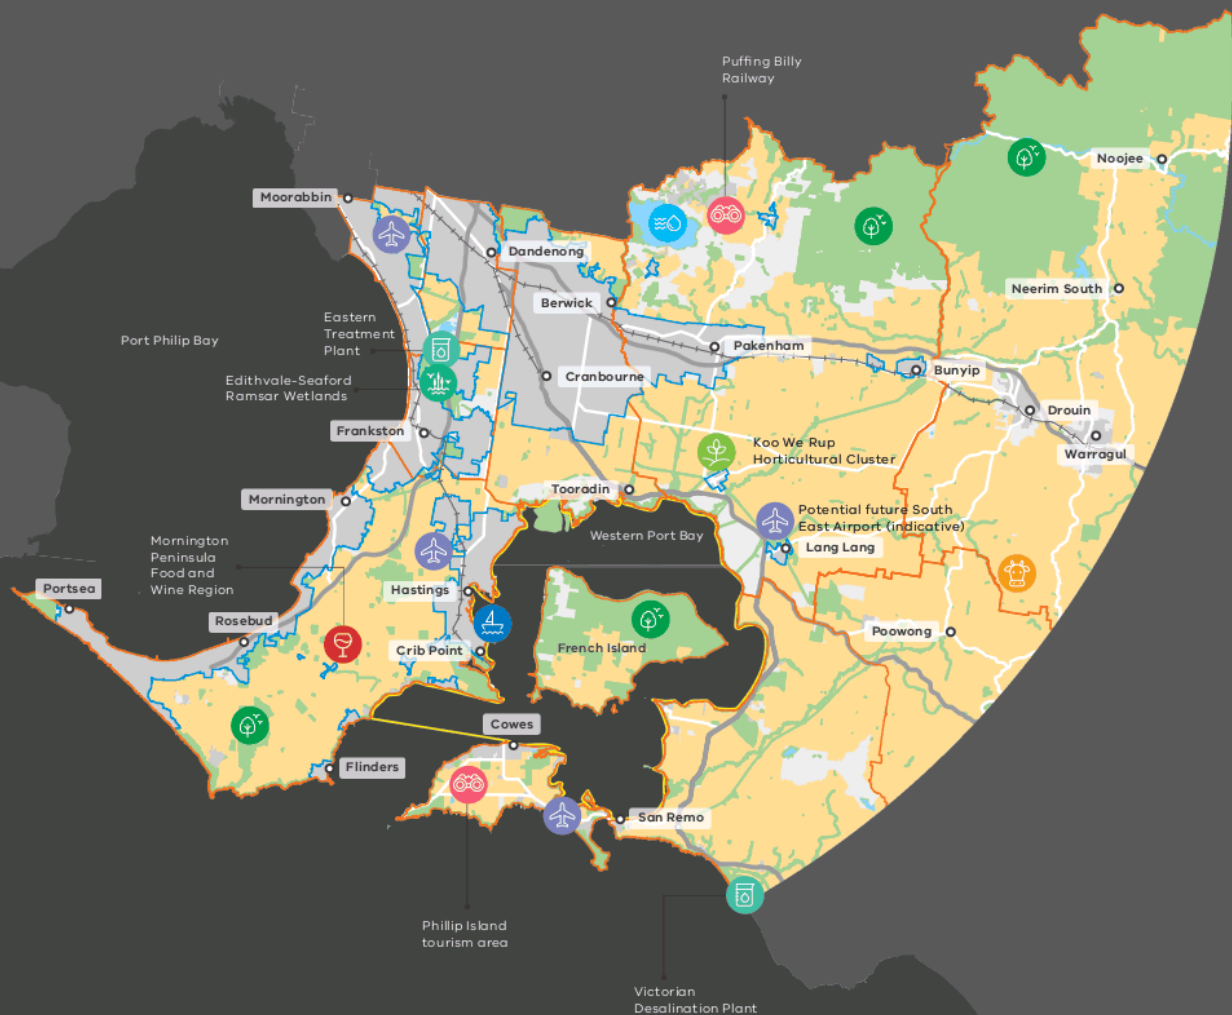 Puffing Billy
Railway
Noojee
Moorabbin
Dandenong
Neerim South
Berwick
Eastern
Treatment
Plant
Port Philip Bay
Pakenham
Bunyip
Cranbourne
Edithvale-Seaford
Ramsar Wetlands
Drouin
Frankston
Koo We Rup
Horticultural Cluster
Warragul
Tooradin
Mornington
Potential future South
East Airport (indicative)
Western Port Bay
Lang Lang
Mornington
Peninsula
Food and
Wine Region
Portsea
Hastings
Rosebud
Poowong
Crib Point
French Island
Cowes
Flinders
San Remo
Phillip Island
tourism area
Victorian
Desalination Plant